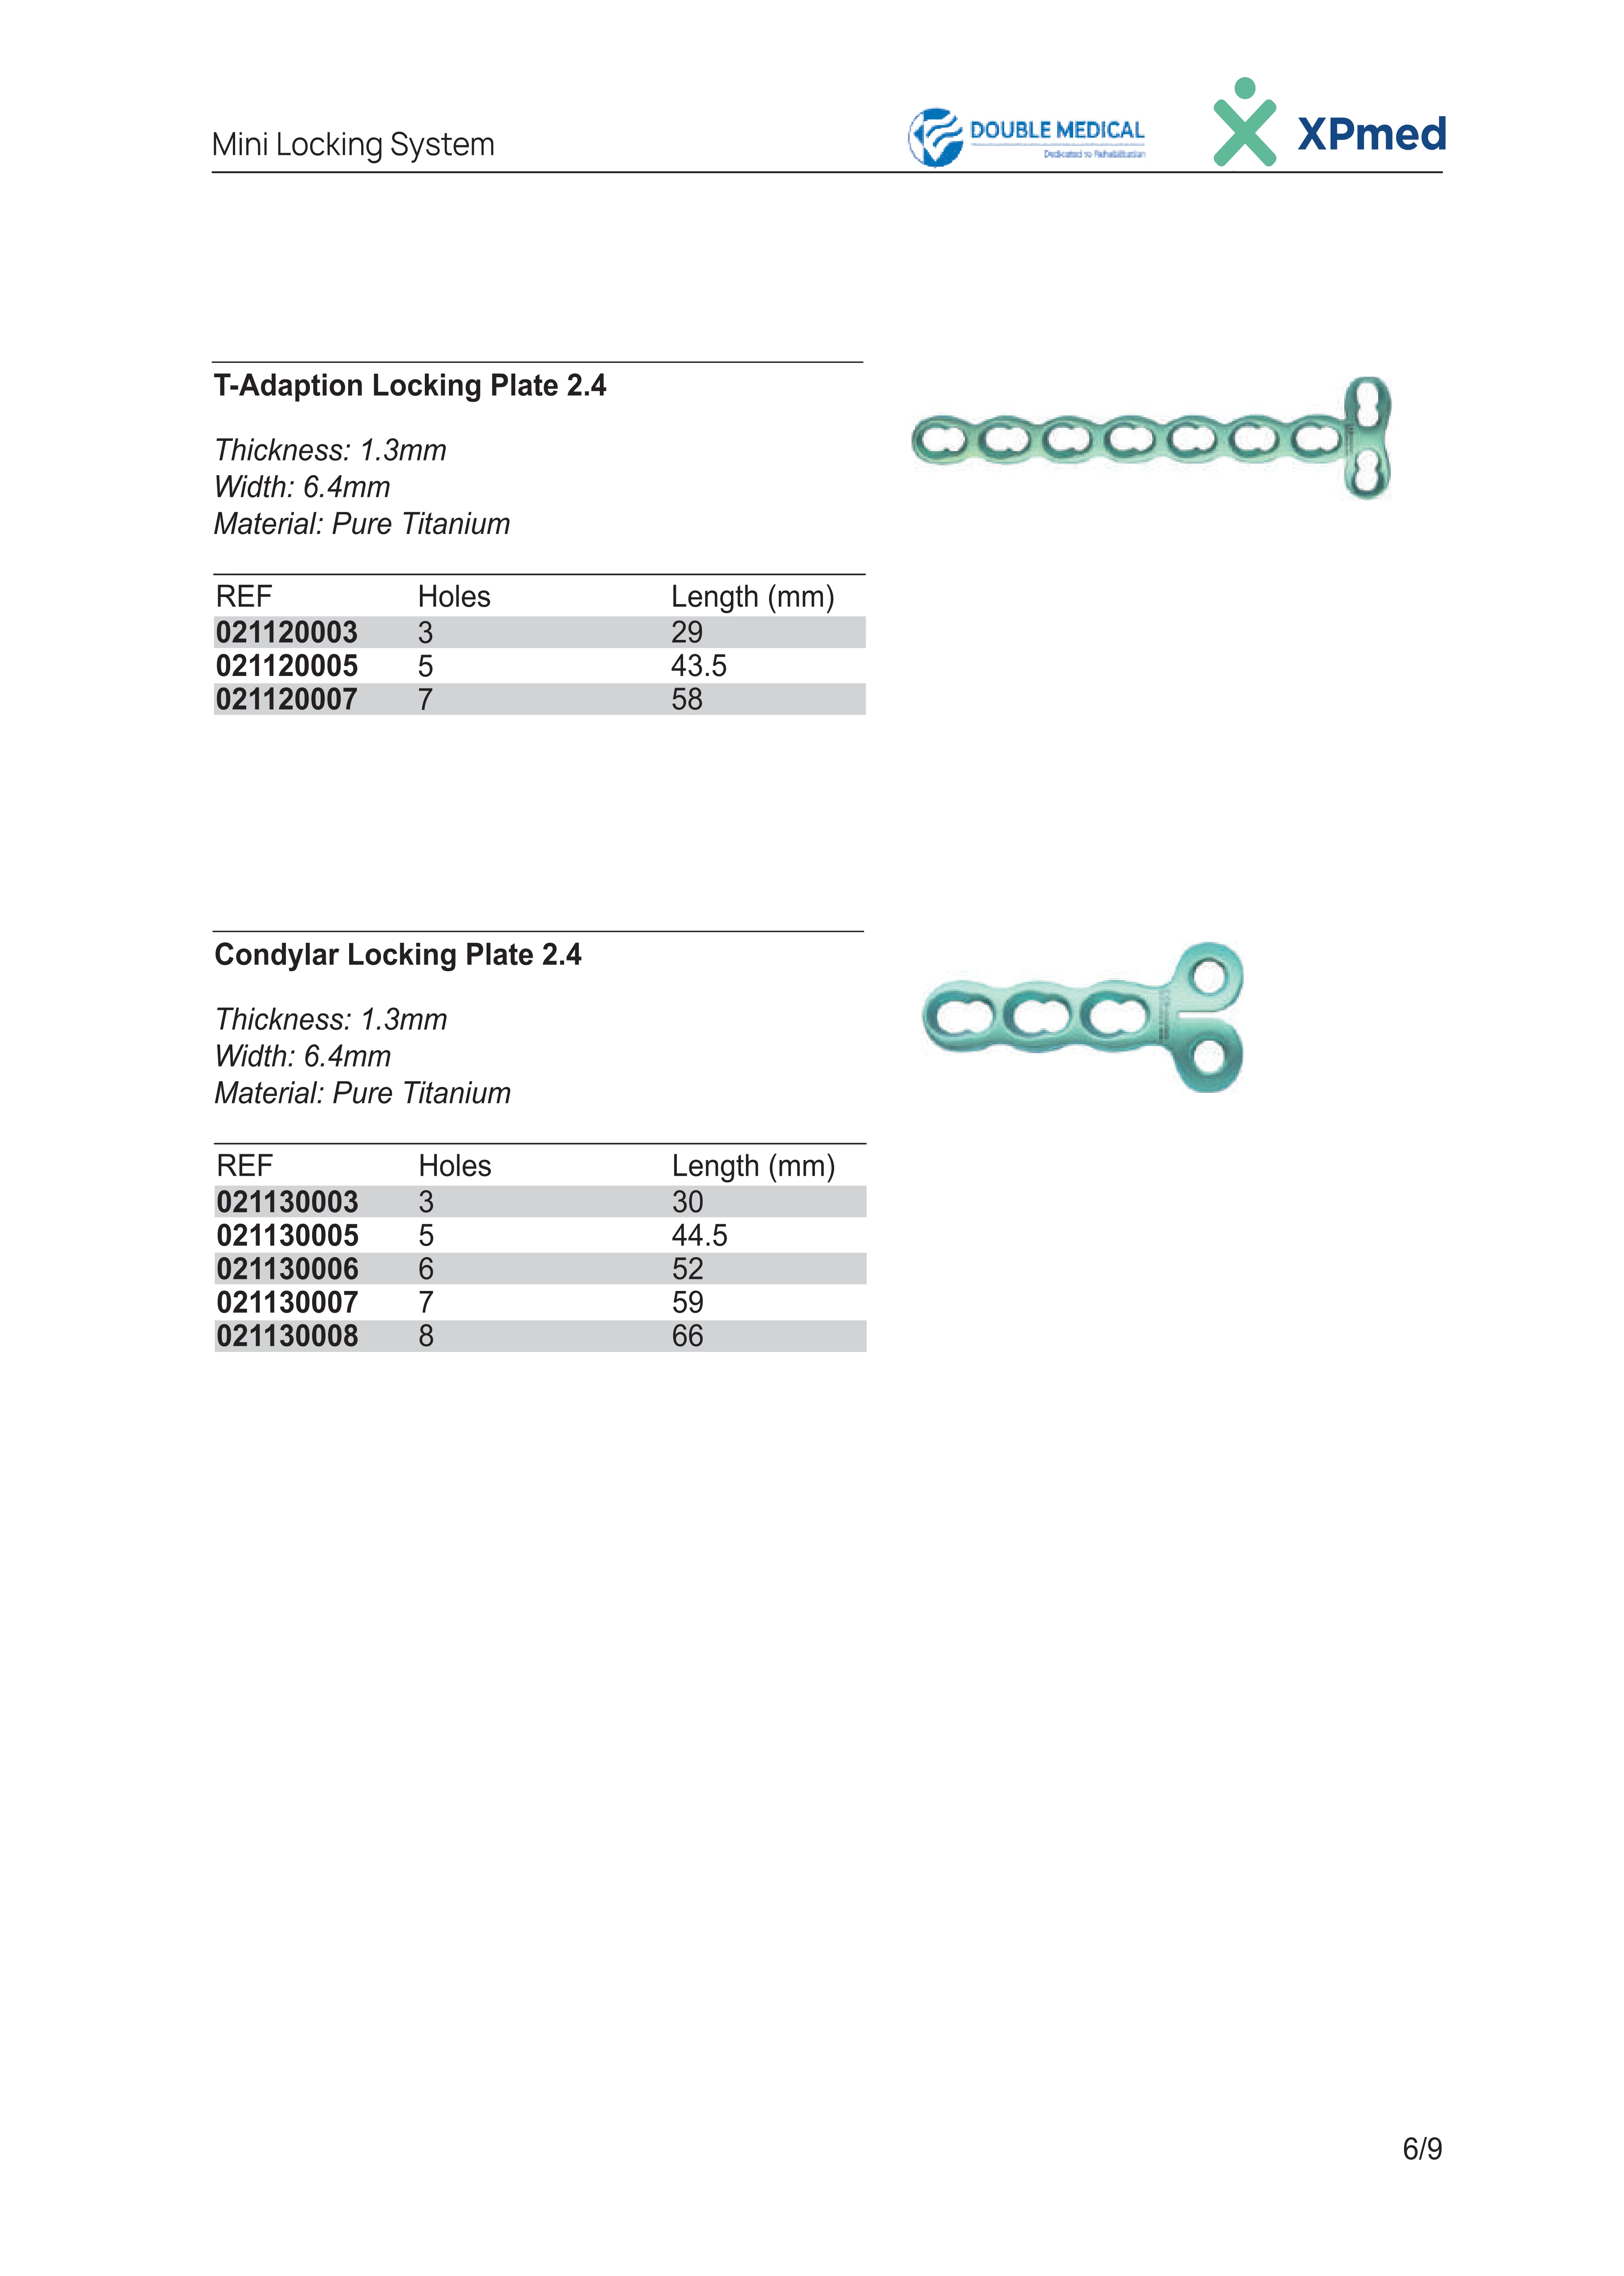 Mini Locking System
DOUBLE MEDICAL
Dedicated to Rehabilitation
XPmed
T-Adaption Locking Plate 2.4
Thickness: 1.3mm
Width: 6.4mm
Material: Pure Titanium
REF Holes Length (mm)
021120003 3 29
021120005 5 43.5
021120007 7 58
Condylar Locking Plate 2.4
Thickness: 1.3mm
Width: 6.4mm
Material: Pure Titanium
REF Holes Length (mm)
021130003 3 30
021130005 5 44.5
021130006 6 52
021130007 7 59
021130008 8 66
6/9